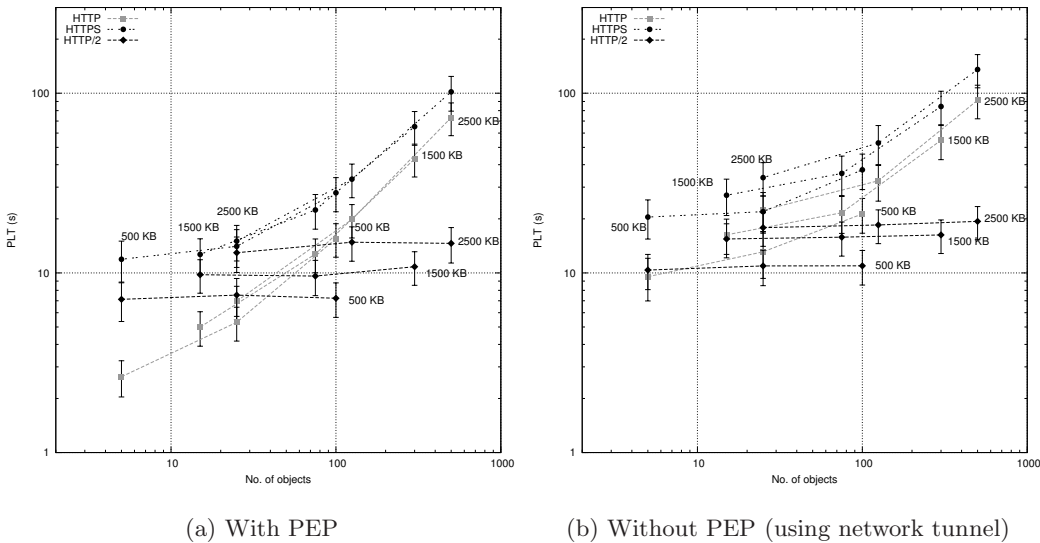 HTTP
HTTPS
HTTP/2
PLT (s)
100
10
1
10
100
1000
No. of objects
500 KB
1500 KB
2500 KB
2500 KB
1500 KB
500 KB
2500 KB
1500 KB
500 KB
(a) With PEP
HTTP
HTTPS
HTTP/2
PLT (s)
100
10
1
10
100
1000
No. of objects
500 KB
1500 KB
2500 KB
2500 KB
1500 KB
500 KB
2500 KB
1500 KB
500 KB
(b) Without PEP (using network tunnel)